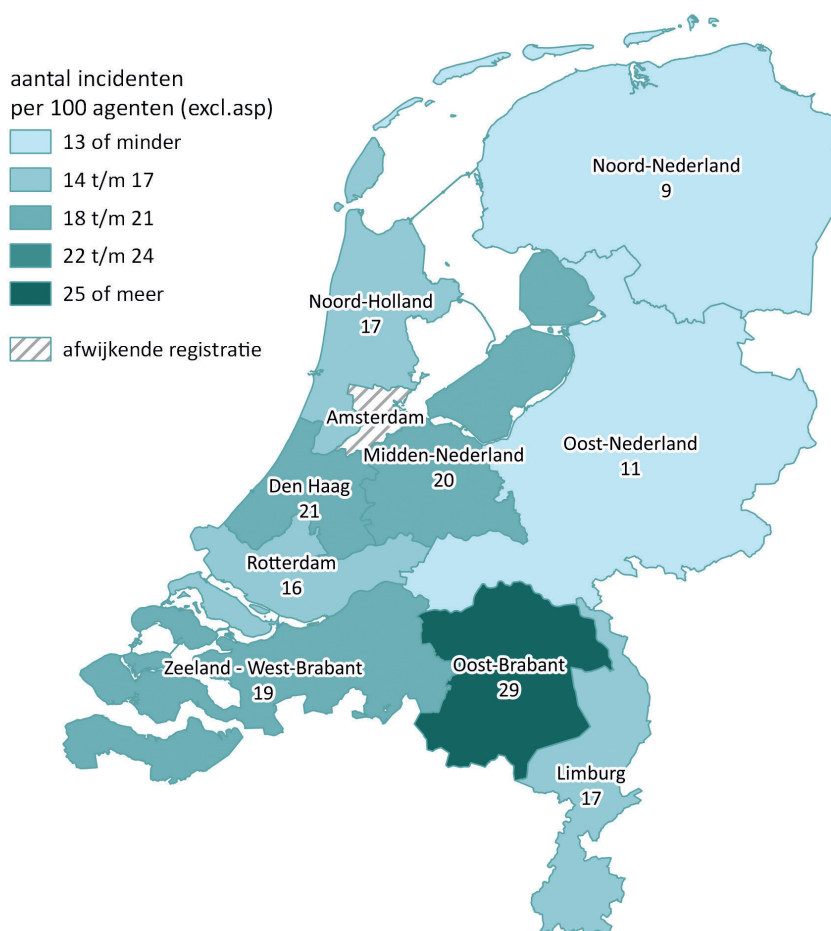 aantal incidenten
per 100 agenten (excl.asp)
13 of minder
14 t/m 17
18 t/m 21
22 t/m 24
25 of meer
afwijkende registratie
Noord-Nederland
9
Noord-Holland
17
Amsterdam
Midden-Nederland
20
Oost-Nederland
11
Den Haag
21
Rotterdam
16
Zeeland - West-Brabant
19
Oost-Brabant
29
Limburg
17